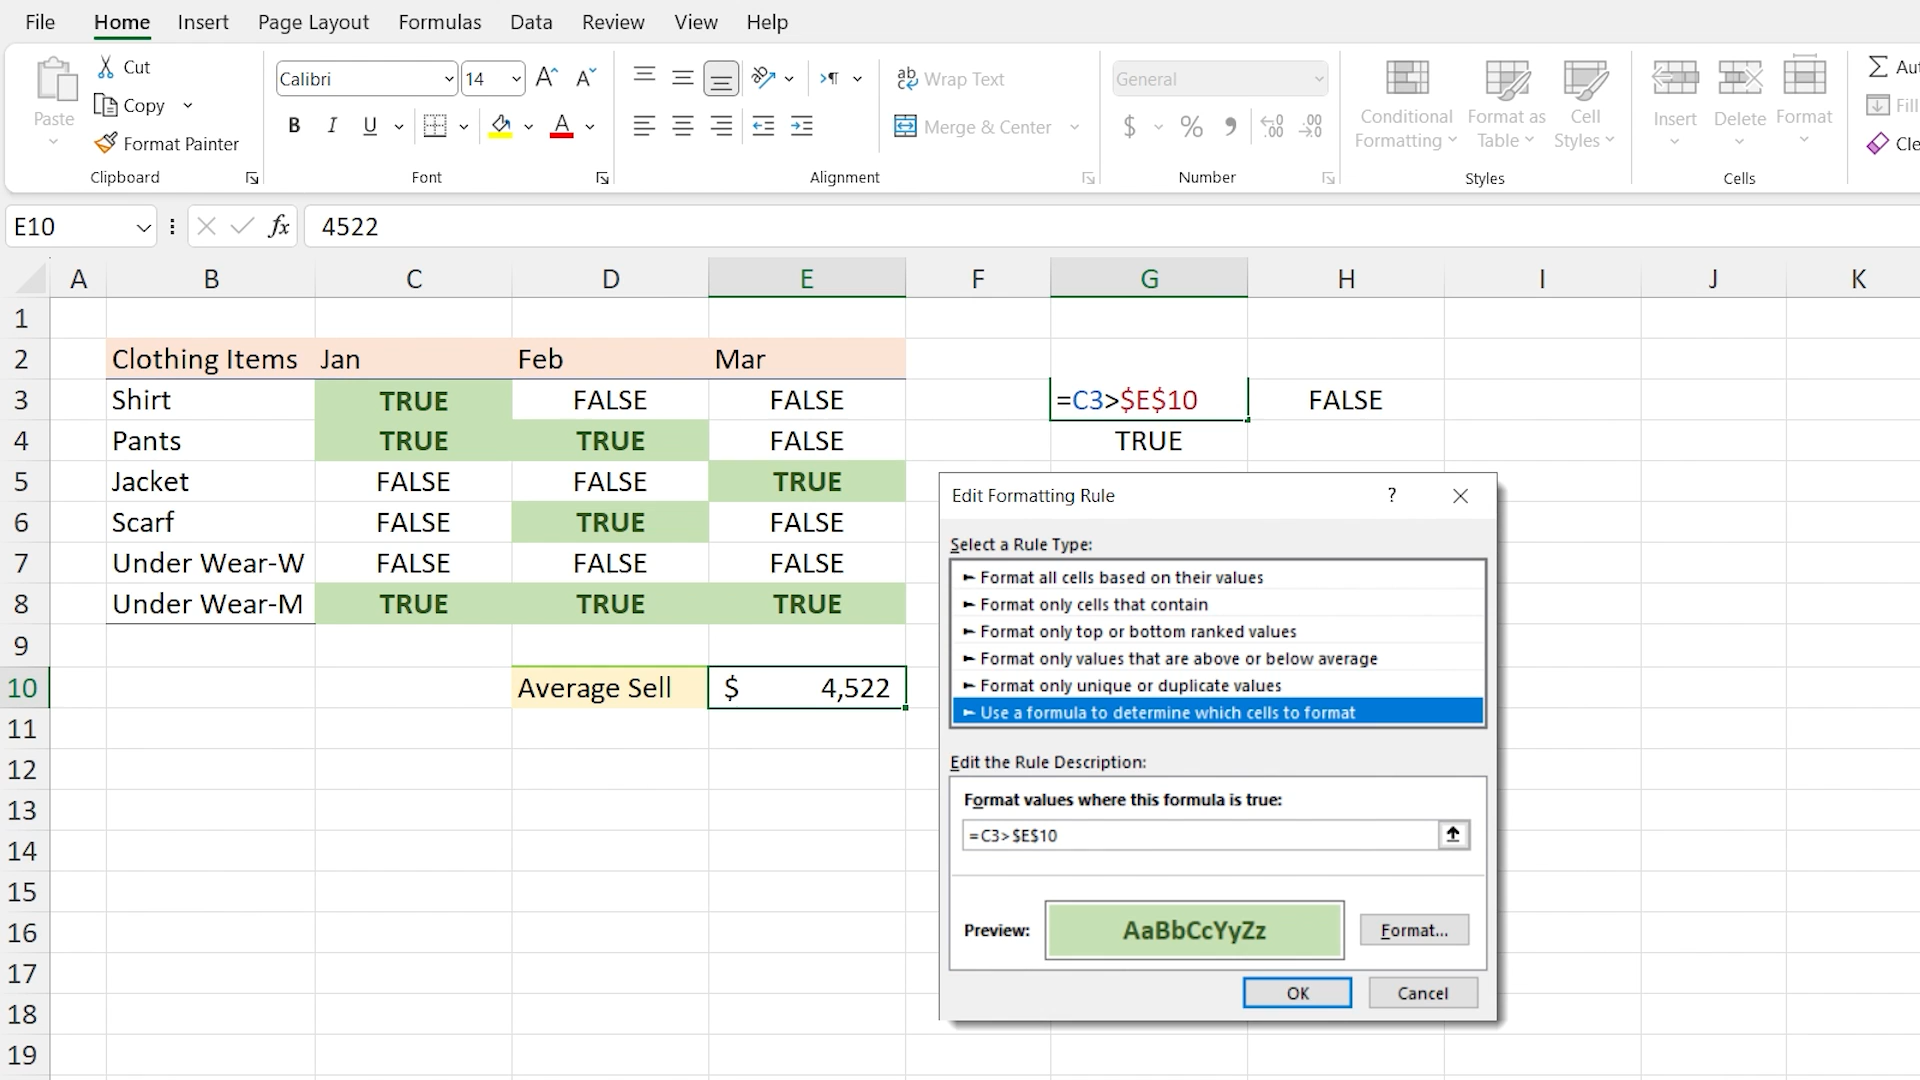 File Home Insert Page Layout Formulas Data Review View Help
Paste
Cut
Copy
Format Painter
Clipboard
Calibri 14 A A
B I U A
Font
ab Wrap Text
Merge & Center
Alignment
General
$ % 9 .00 .00
Number
Conditional Formatting
Format as Table
Cell Styles
Styles
Insert Delete Format
Cells
Σ Aut
Fill
Cle
E10 fx 4522
A B C D E F G H I J K
1
2 Clothing Items Jan Feb Mar
3 Shirt TRUE FALSE FALSE =C3>$E$10 FALSE
4 Pants TRUE TRUE FALSE TRUE
5 Jacket FALSE FALSE TRUE
6 Scarf FALSE TRUE FALSE
7 Under Wear-W FALSE FALSE FALSE
8 Under Wear-M TRUE TRUE TRUE
9
10 Average Sell $ 4,522
11
12
13
14
15
16
17
18
19
Edit Formatting Rule ?
Select a Rule Type:
Format all cells based on their values
Format only cells that contain
Format only top or bottom ranked values
Format only values that are above or below average
Format only unique or duplicate values
Use a formula to determine which cells to format
Edit the Rule Description:
Format values where this formula is true:
=C3>$E$10
Preview: AaBbCcYyZz Format...
OK Cancel